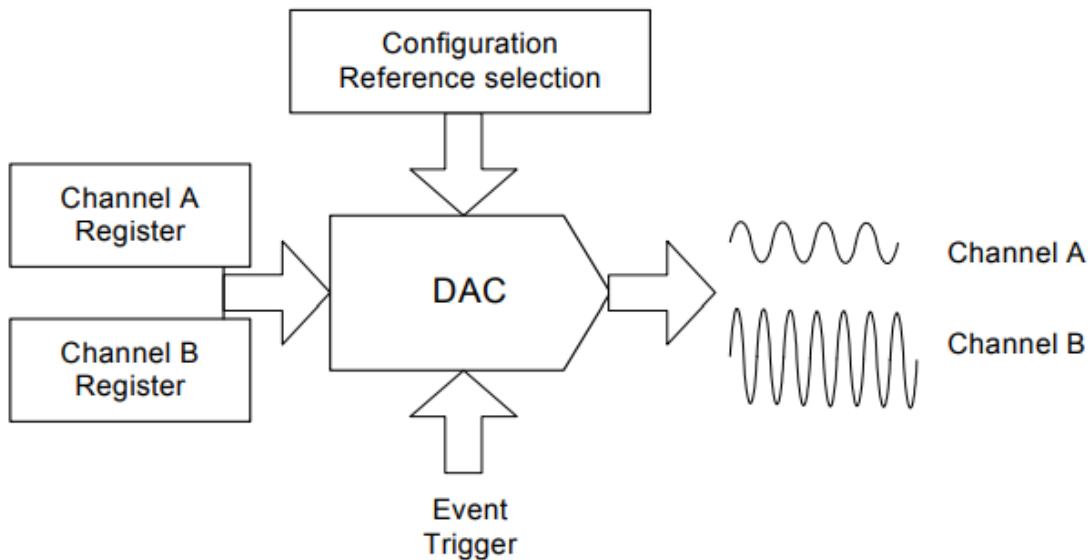 Configuration
Reference selection
Channel A
Register
DAC
Channel A
Channel B
Register
Channel B
Event
Trigger